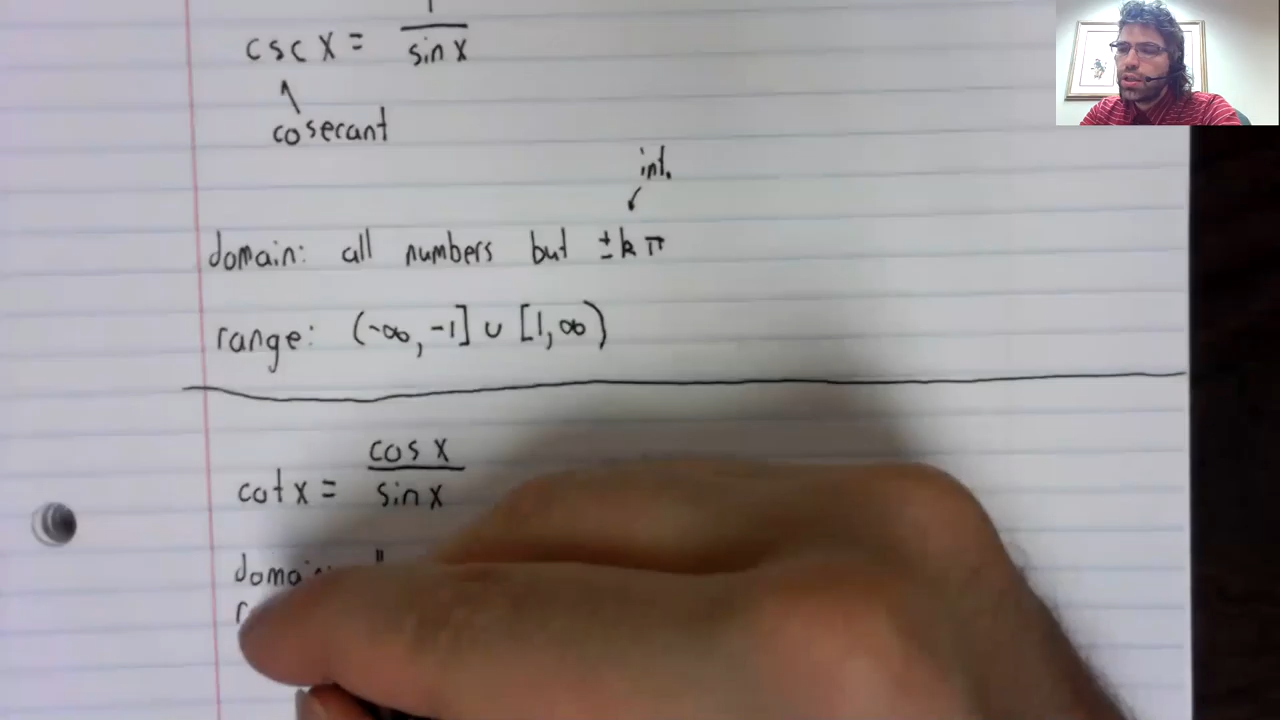 csc x = 1/sin x
cosecant
int.
domain: all numbers but ±kπ
range: (-∞, -1] ∪ [1, ∞)
cot x = cos x/sin x